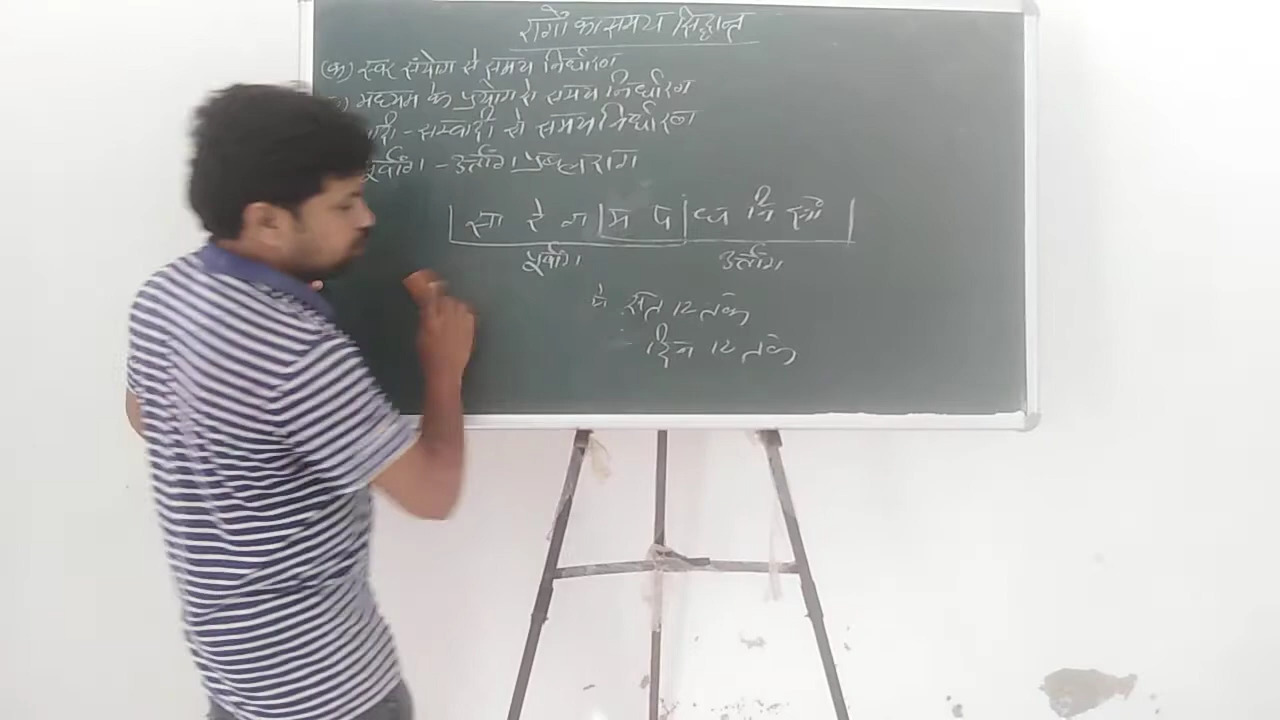 रागों का समय सिद्धान्त
(क) स्वर संयोग से समय निर्धारण
मध्यम के प्रयोग से समय निर्धारण
वादी - सम्वादी से समय निर्धारण
पूर्वांग - उत्तरांग प्रबल राग
सा रे ग म प ध नि सां
पूर्वांग उत्तरांग
से रात 12 तक
दिन 12 तक